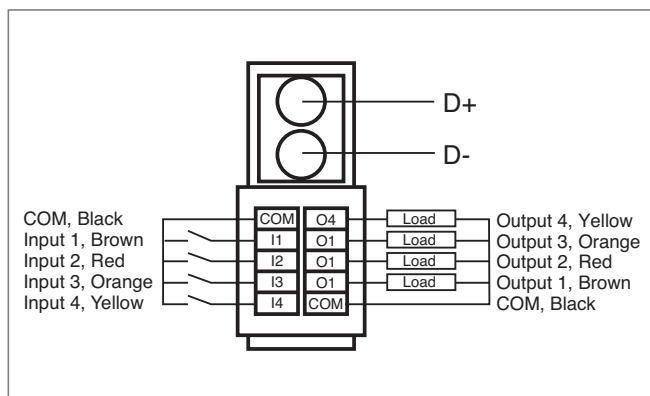 D+
D-
COM, Black
Input 1, Brown
Input 2, Red
Input 3, Orange
Input 4, Yellow
COM
I1
I2
I3
I4
O4
O1
O1
O1
COM
Load
Load
Load
Load
Output 4, Yellow
Output 3, Orange
Output 2, Red
Output 1, Brown
COM, Black